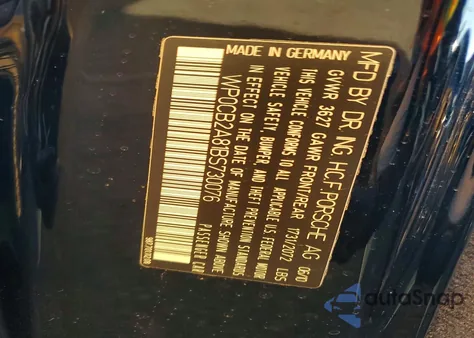 MFD BY DR. ING. H.C.F. PORSCHE AG
GVWR 3627 GAWR FRONT/REAR 1731/2072 LBS
THIS VEHICLE CONFORMS TO ALL APPLICABLE U.S. FEDERAL MOTOR
VEHICLE SAFETY, BUMPER, AND THEFT PREVENTION STANDARDS
IN EFFECT ON THE DATE OF MANUFACTURE SHOWN ABOVE
WP0CB2A81BS730076
PASSENGER CAR
MADE IN GERMANY
autoSnap